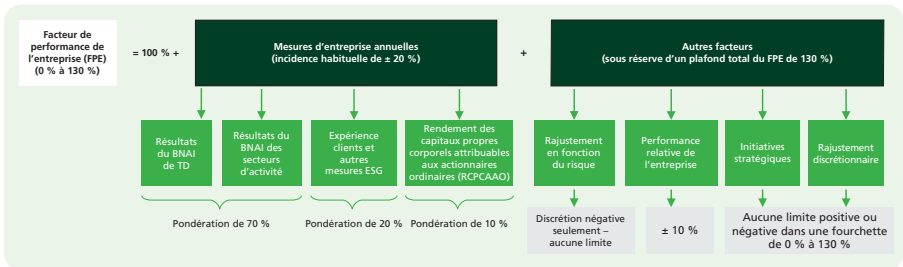 Facteur de
performance de
l'entreprise (FPE)
(0 % à 130 %)
= 100 % +
Mesures d'entreprise annuelles
(incidence habituelle de ± 20 %)
+
Autres facteurs
(sous réserve d'un plafond total du FPE de 130 %)
Résultats
du BNAI
de TD
Résultats du
BNAI des
secteurs
d'activité
Expérience
clients et
autres
mesures ESG
Rendement des
capitaux propres
corporels attribuables
aux actionnaires
ordinaires (RCPCAAO)
Rajustement
en fonction
du risque
Performance
relative de
l'entreprise
Initiatives
stratégiques
Rajustement
discrétionnaire
Pondération de 70 %
Pondération de 20 %
Pondération de 10 %
Discrétion négative
seulement –
aucune limite
± 10 %
Aucune limite positive ou
négative dans une fourchette
de 0 % à 130 %